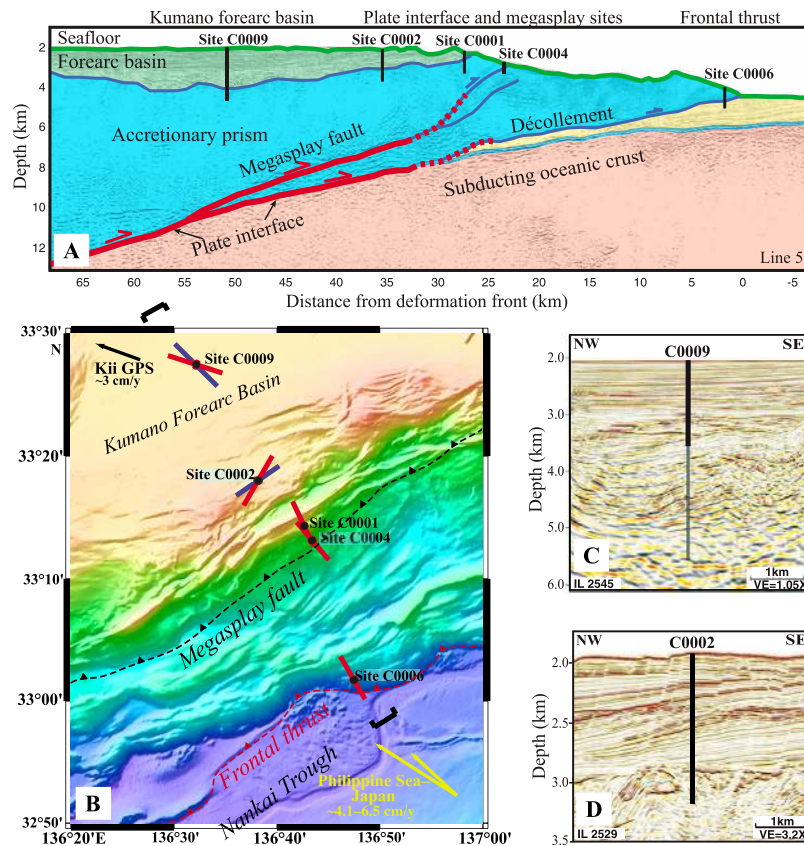 Kumano forearc basin
Plate interface and megasplay sites
Frontal thrust
Seafloor
Site C0009
Site C0002
Site C0001
Site C0004
Site C0006
Forearc basin
Accretionary prism
Megasplay fault
Décollement
Subducting oceanic crust
Plate interface
A
Line 5
Depth (km)
2
4
6
8
10
12
65 60 55 50 45 40 35 30 25 20 15 10 5 0 -5
Distance from deformation front (km)
33°30'
N
33°20'
33°10'
33°00'
32°50'
136°20' 136°30' 136°40' 136°50' 137°00'
Kii GPS
~3 cm/y
Site C0009
Kumano Forearc Basin
Site C0002
Site C0001
Site C0004
Megasplay fault
Site C0006
Frontal thrust
Nankai Trough
Philippine Sea-
Japan
~4.1–6.5 cm/y
B
NW
SE
C0009
Depth (km)
2.0
3.0
4.0
5.0
6.0
C
IL 2545
1km
VE=1.05X
NW
SE
C0002
Depth (km)
2.0
2.5
3.0
3.5
D
IL 2529
1km
VE=3.2X